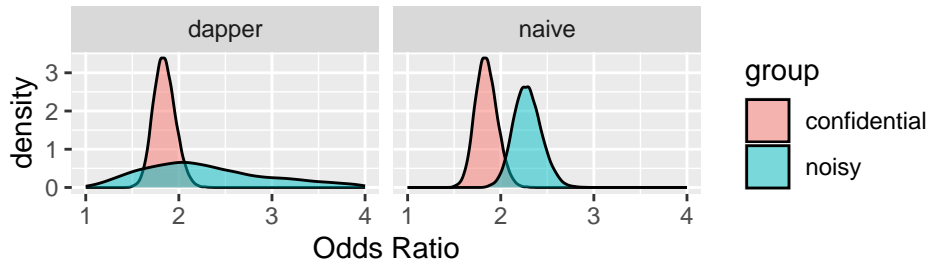 dapper
naive
density
3
2
1
0
1 2 3 4
1 2 3 4
Odds Ratio
group
confidential
noisy